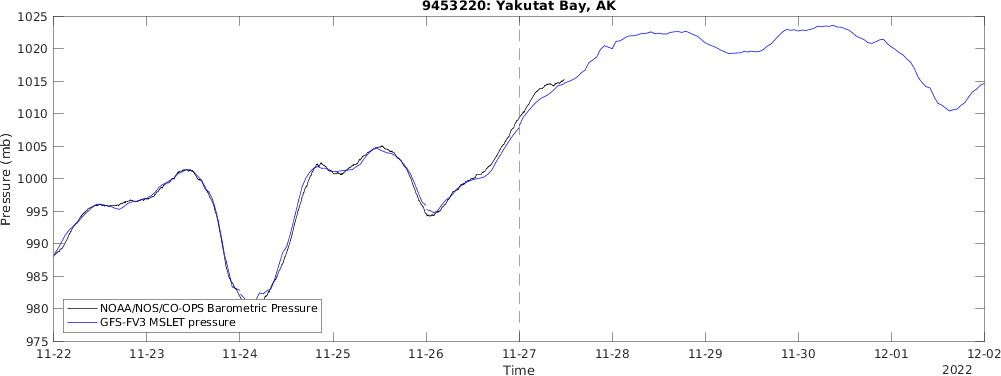 9453220: Yakutat Bay, AK
1025
1020
1015
1010
1005
1000
995
990
985
980
975
Pressure (mb)
NOAA/NOS/CO-OPS Barometric Pressure
GFS-FV3 MSLET pressure
11-22 11-23 11-24 11-25 11-26 11-27 11-28 11-29 11-30 12-01 12-02
Time
2022